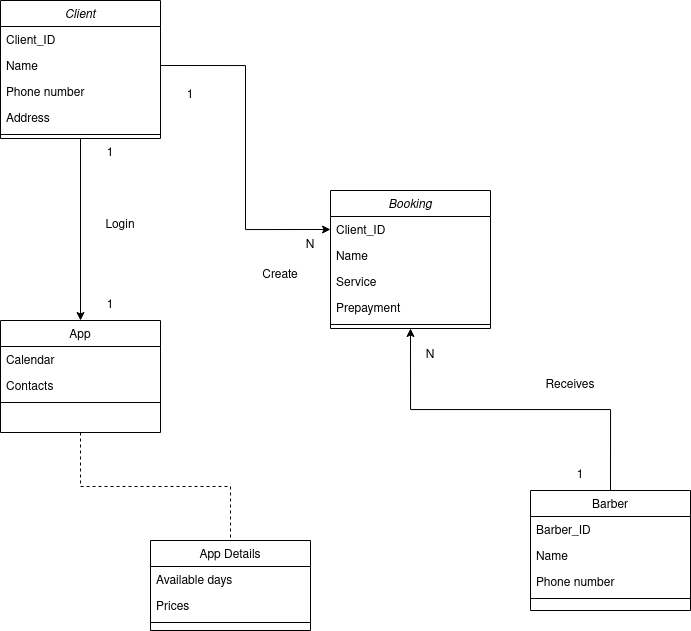 Client
Client_ID
Name
Phone number
Address
1
1
Login
1
N
Create
Booking
Client_ID
Name
Service
Prepayment
App
Calendar
Contacts
N
Receives
1
Barber
Barber_ID
Name
Phone number
App Details
Available days
Prices